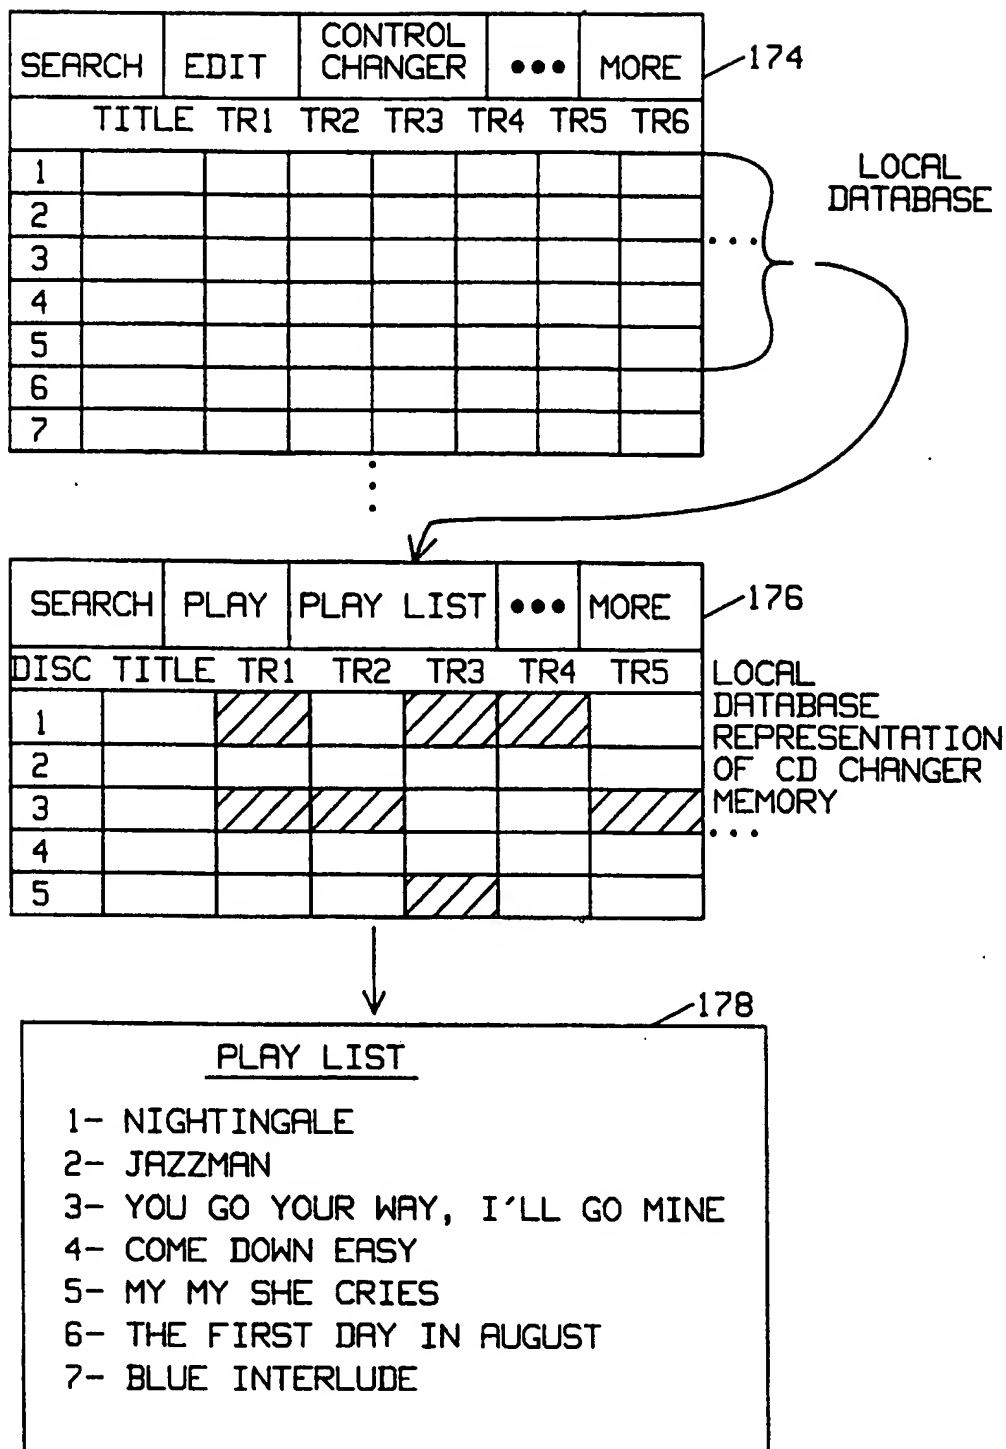 SEARCH EDIT CONTROL CHANGER ••• MORE 174
TITLE TR1 TR2 TR3 TR4 TR5 TR6
1
2
3
4
5
6
7
LOCAL
DATABASE
SEARCH PLAY PLAY LIST ••• MORE 176
DISC TITLE TR1 TR2 TR3 TR4 TR5
1
2
3
4
5
LOCAL
DATABASE
REPRESENTATION
OF CD CHANGER
MEMORY
178
PLAY LIST
1- NIGHTINGALE
2- JAZZMAN
3- YOU GO YOUR WAY, I'LL GO MINE
4- COME DOWN EASY
5- MY MY SHE CRIES
6- THE FIRST DAY IN AUGUST
7- BLUE INTERLUDE